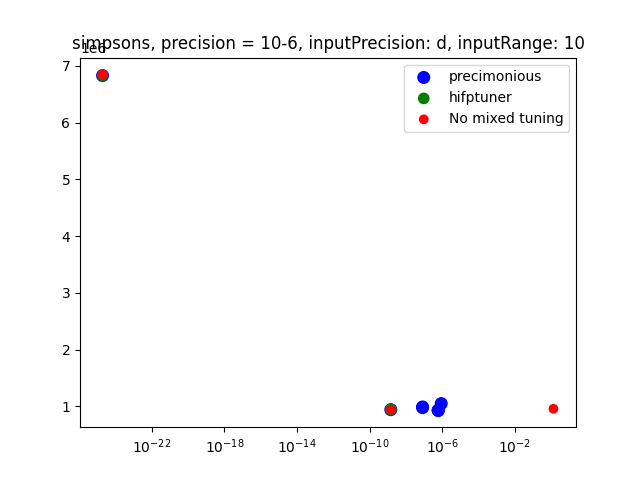 simpsons, precision = 10-6, inputPrecision: d, inputRange: 10
1e6
precimonious
hifptuner
No mixed tuning
7
6
5
4
3
2
1
10⁻²² 10⁻¹⁸ 10⁻¹⁴ 10⁻¹⁰ 10⁻⁶ 10⁻²